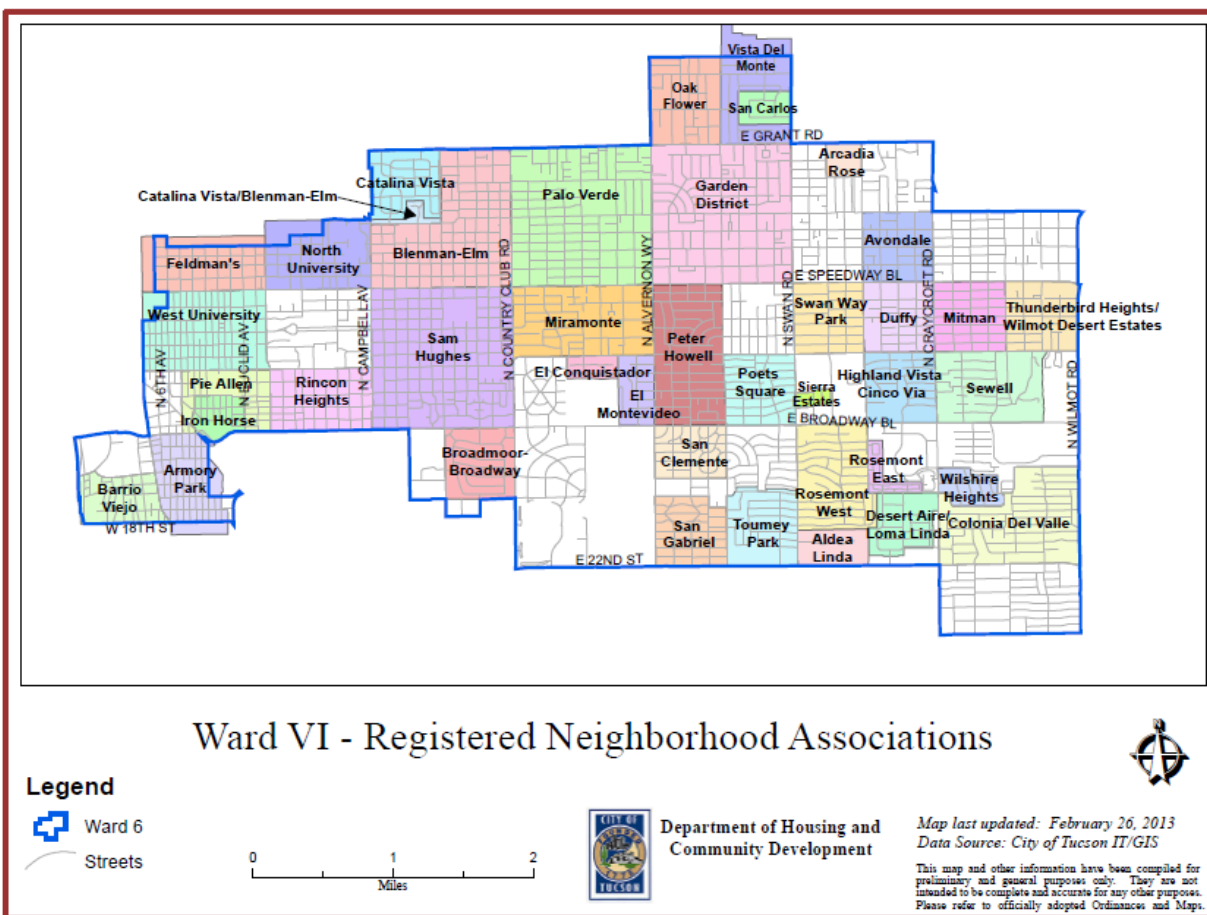 Vista Del
Monte
Oak
Flower
San Carlos
E GRANT RD
Arcadia
Rose
Catalina Vista
Catalina Vista/Blenman-Elm
Palo Verde
Garden
District
North
University
Blenman-Elm
Avondale
Feldman's
E SPEEDWAY BL
N COUNTRY CLUB RD
N ALVERNON WY
N SWAN RD
N CRAYCROFT RD
N CAMPBELL AV
West University
Sam
Hughes
Miramonte
Peter
Howell
Swan Way
Park
Duffy
Mitman
Thunderbird Heights/
Wilmot Desert Estates
N 6TH AV
N EUCLID AV
N WILMOT RD
Pie Allen
Rincon
Heights
El Conquistador
El
Montevideo
Poets
Square
Sierra
Estates
Highland Vista
Cinco Via
Sewell
Iron Horse
E BROADWAY BL
Armory
Park
Broadmoor-
Broadway
San
Clemente
Rosemont
East
Wilshire
Heights
Barrio
Viejo
W 18TH ST
Rosemont
West
San
Gabriel
Toumey
Park
Desert Aire/
Loma Linda
Colonia Del Valle
Aldea
Linda
E 22ND ST
Ward VI - Registered Neighborhood Associations
Legend
Ward 6
Streets
0 1 2
Miles
CITY OF
TUCSON
Department of Housing and
Community Development
Map last updated: February 26, 2013
Data Source: City of Tucson IT/GIS
This map and other information have been compiled for
preliminary and general purposes only. They are not
intended to be complete and accurate for any other purposes.
Please refer to officially adopted Ordinances and Maps.